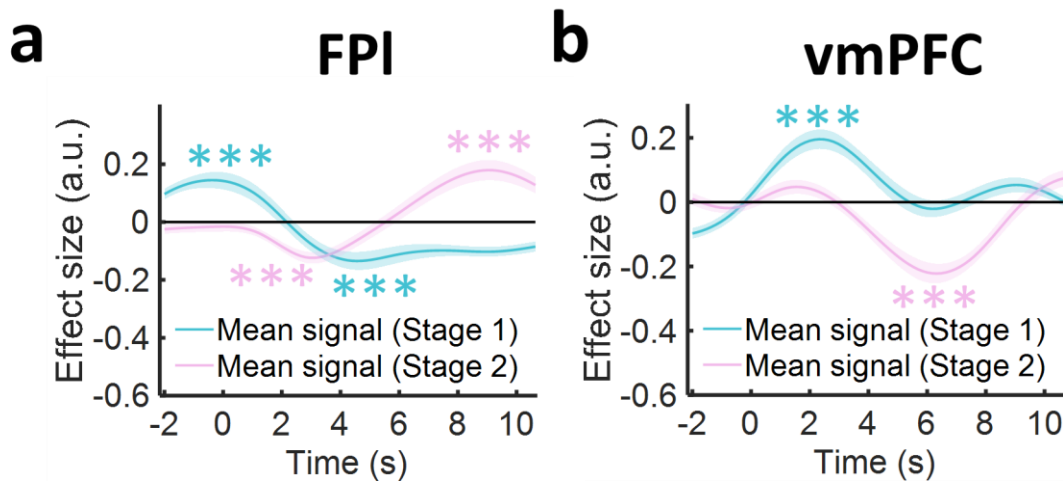 a
FPl
Effect size (a.u.)
0.2
0
-0.2
-0.4
-0.6
***
***
***
***
Mean signal (Stage 1)
Mean signal (Stage 2)
-2 0 2 4 6 8 10
Time (s)
b
vmPFC
Effect size (a.u.)
0.2
0
-0.2
-0.4
-0.6
***
***
Mean signal (Stage 1)
Mean signal (Stage 2)
-2 0 2 4 6 8 10
Time (s)